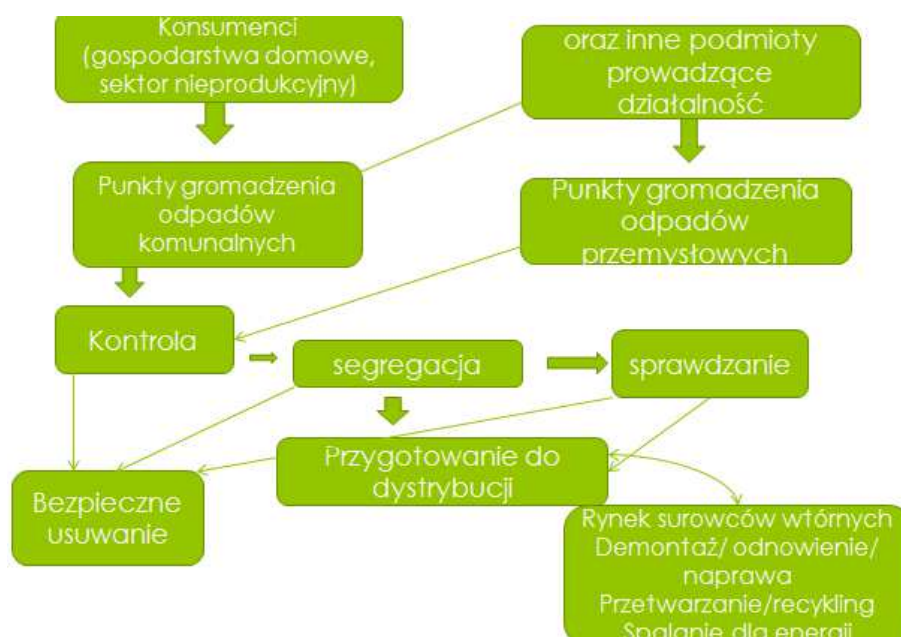 Konsumenci
(gospodarstwa domowe,
sektor nieprodukcyjny)
oraz inne podmioty
prowadzące
działalność
Punkty gromadzenia
odpadów
komunalnych
Punkty gromadzenia
odpadów
przemysłowych
Kontrola
segregacja
sprawdzanie
Przygotowanie do
dystrybucji
Bezpieczne
usuwanie
Rynek surowców wtórnych
Demontaż/ odnowienie/
naprawa
Przetwarzanie/recykling
Spalanie dla energii